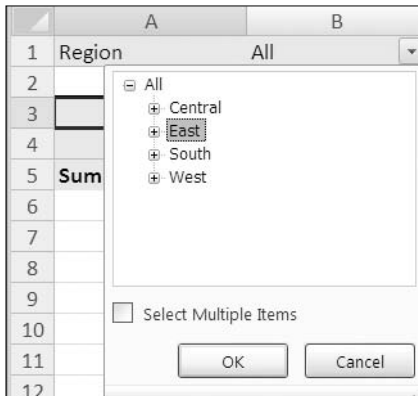 A B
1 Region All
2 All
Central
3 East
4 South
5 Sum West
6
7
8
9
Select Multiple Items
10
11 OK Cancel
12